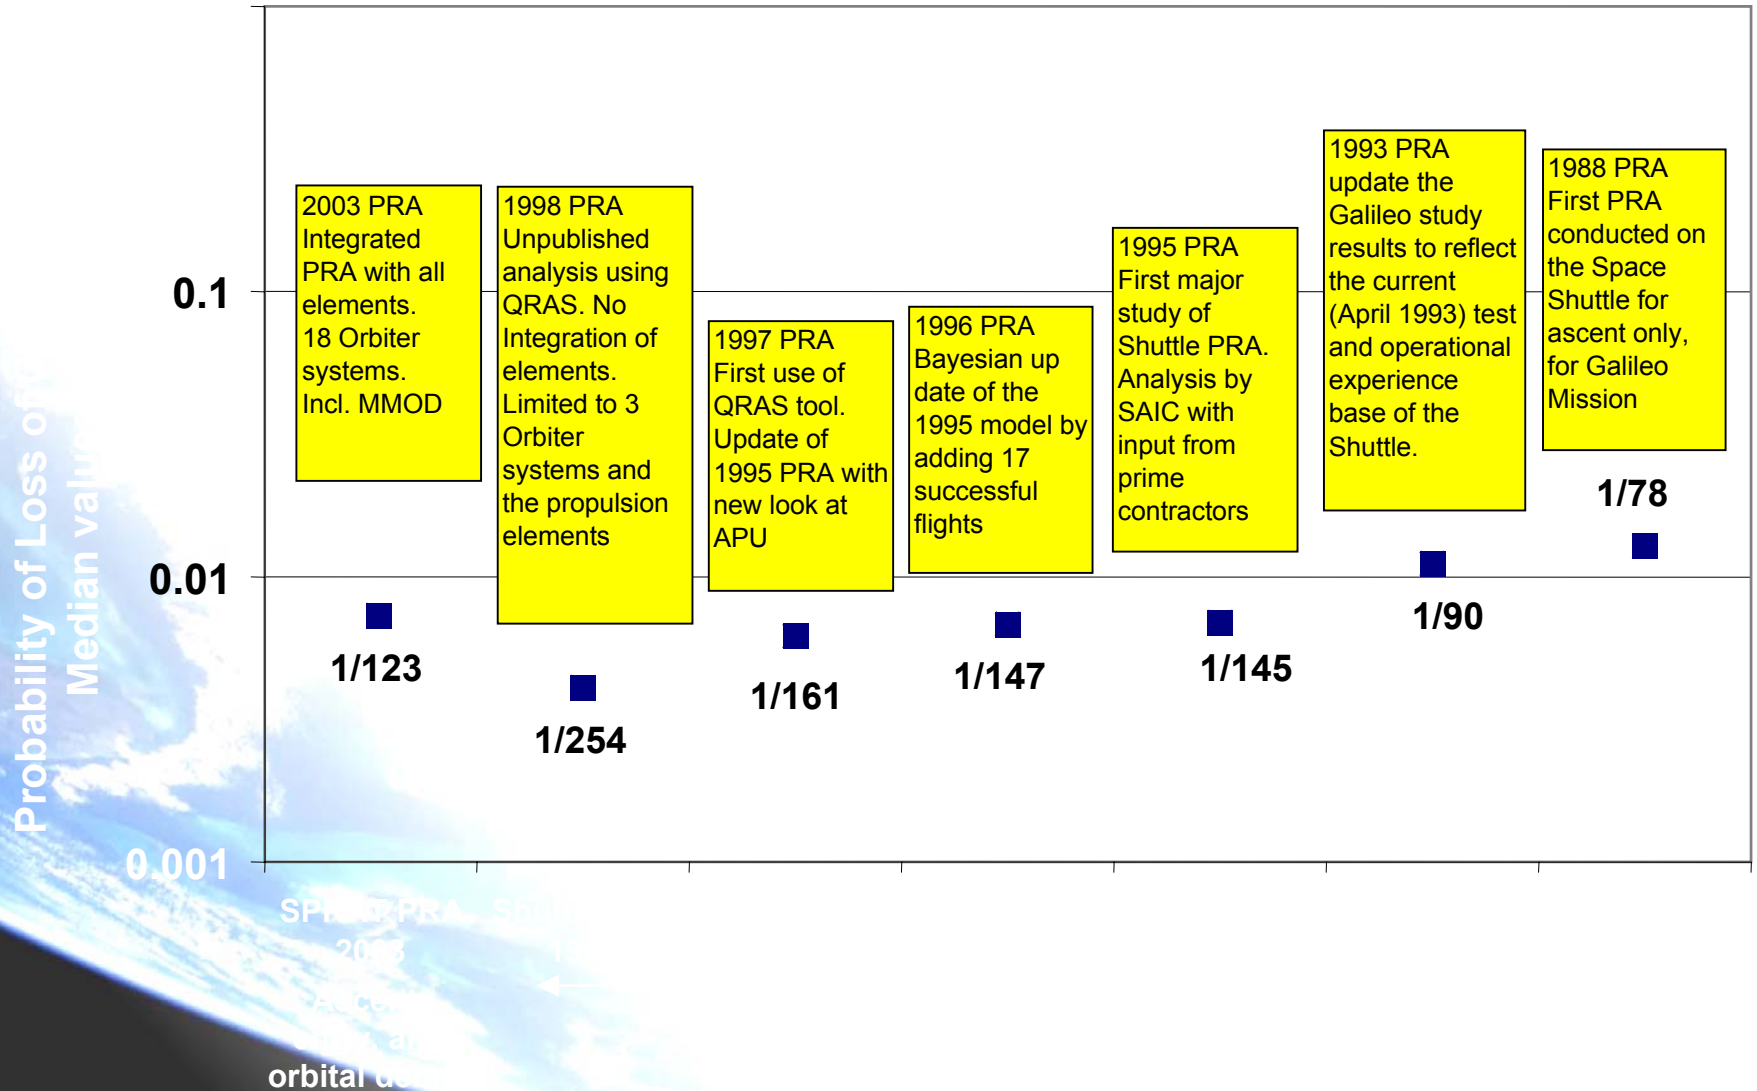 0.1
0.01
0.001
Probability of Loss of
Median value
2003 PRA
Integrated
PRA with all
elements.
18 Orbiter
systems.
Incl. MMOD
1/123
1998 PRA
Unpublished
analysis using
QRAS. No
Integration of
elements.
Limited to 3
Orbiter
systems and
the propulsion
elements
1/254
1997 PRA
First use of
QRAS tool.
Update of
1995 PRA with
new look at
APU
1/161
1996 PRA
Bayesian up
date of the
1995 model by
adding 17
successful
flights
1/147
1995 PRA
First major
study of
Shuttle PRA.
Analysis by
SAIC with
input from
prime
contractors
1/145
1993 PRA
update the
Galileo study
results to reflect
the current
(April 1993) test
and operational
experience
base of the
Shuttle.
1/90
1988 PRA
First PRA
conducted on
the Space
Shuttle for
ascent only,
for Galileo
Mission
1/78
PRA
2003
orbital